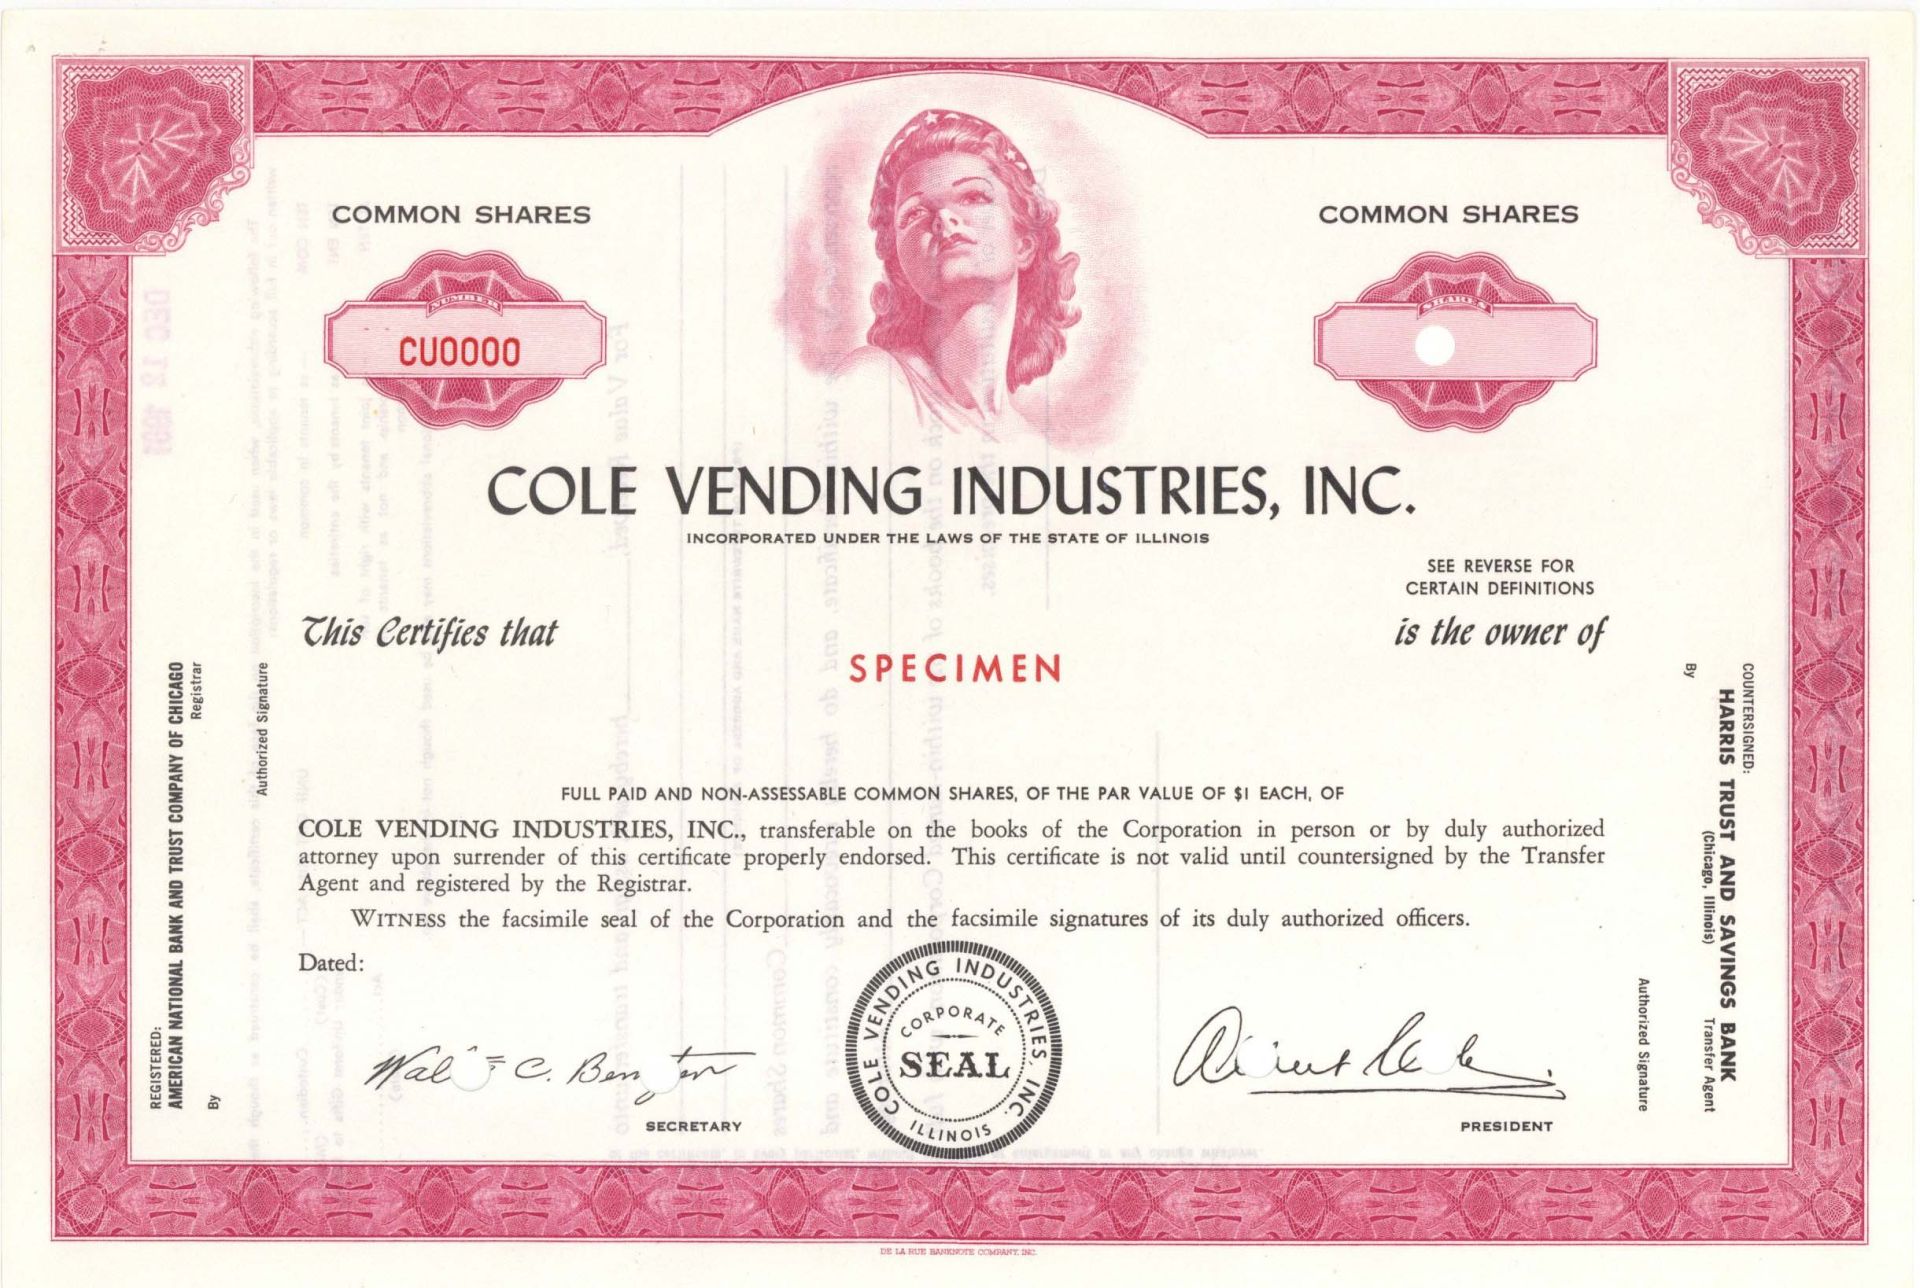 COMMON SHARES
COMMON SHARES
NUMBER
SHARES
CU0000
COLE VENDING INDUSTRIES, INC.
INCORPORATED UNDER THE LAWS OF THE STATE OF ILLINOIS
SEE REVERSE FOR
CERTAIN DEFINITIONS
This Certifies that
is the owner of
SPECIMEN
FULL PAID AND NON-ASSESSABLE COMMON SHARES, OF THE PAR VALUE OF $1 EACH, OF
COLE VENDING INDUSTRIES, INC., transferable on the books of the Corporation in person or by duly authorized
attorney upon surrender of this certificate properly endorsed. This certificate is not valid until countersigned by the Transfer
Agent and registered by the Registrar.
WITNESS the facsimile seal of the Corporation and the facsimile signatures of its duly authorized officers.
Dated:
COLE VENDING INDUSTRIES, INC.
CORPORATE
SEAL
ILLINOIS
C.
SECRETARY
PRESIDENT
REGISTERED:
AMERICAN NATIONAL BANK AND TRUST COMPANY OF CHICAGO
Registrar
By
Authorized Signature
COUNTERSIGNED:
HARRIS TRUST AND SAVINGS BANK
(Chicago, Illinois)
Transfer Agent
By
Authorized Signature
DE LA RUE BANKNOTE COMPANY, INC.